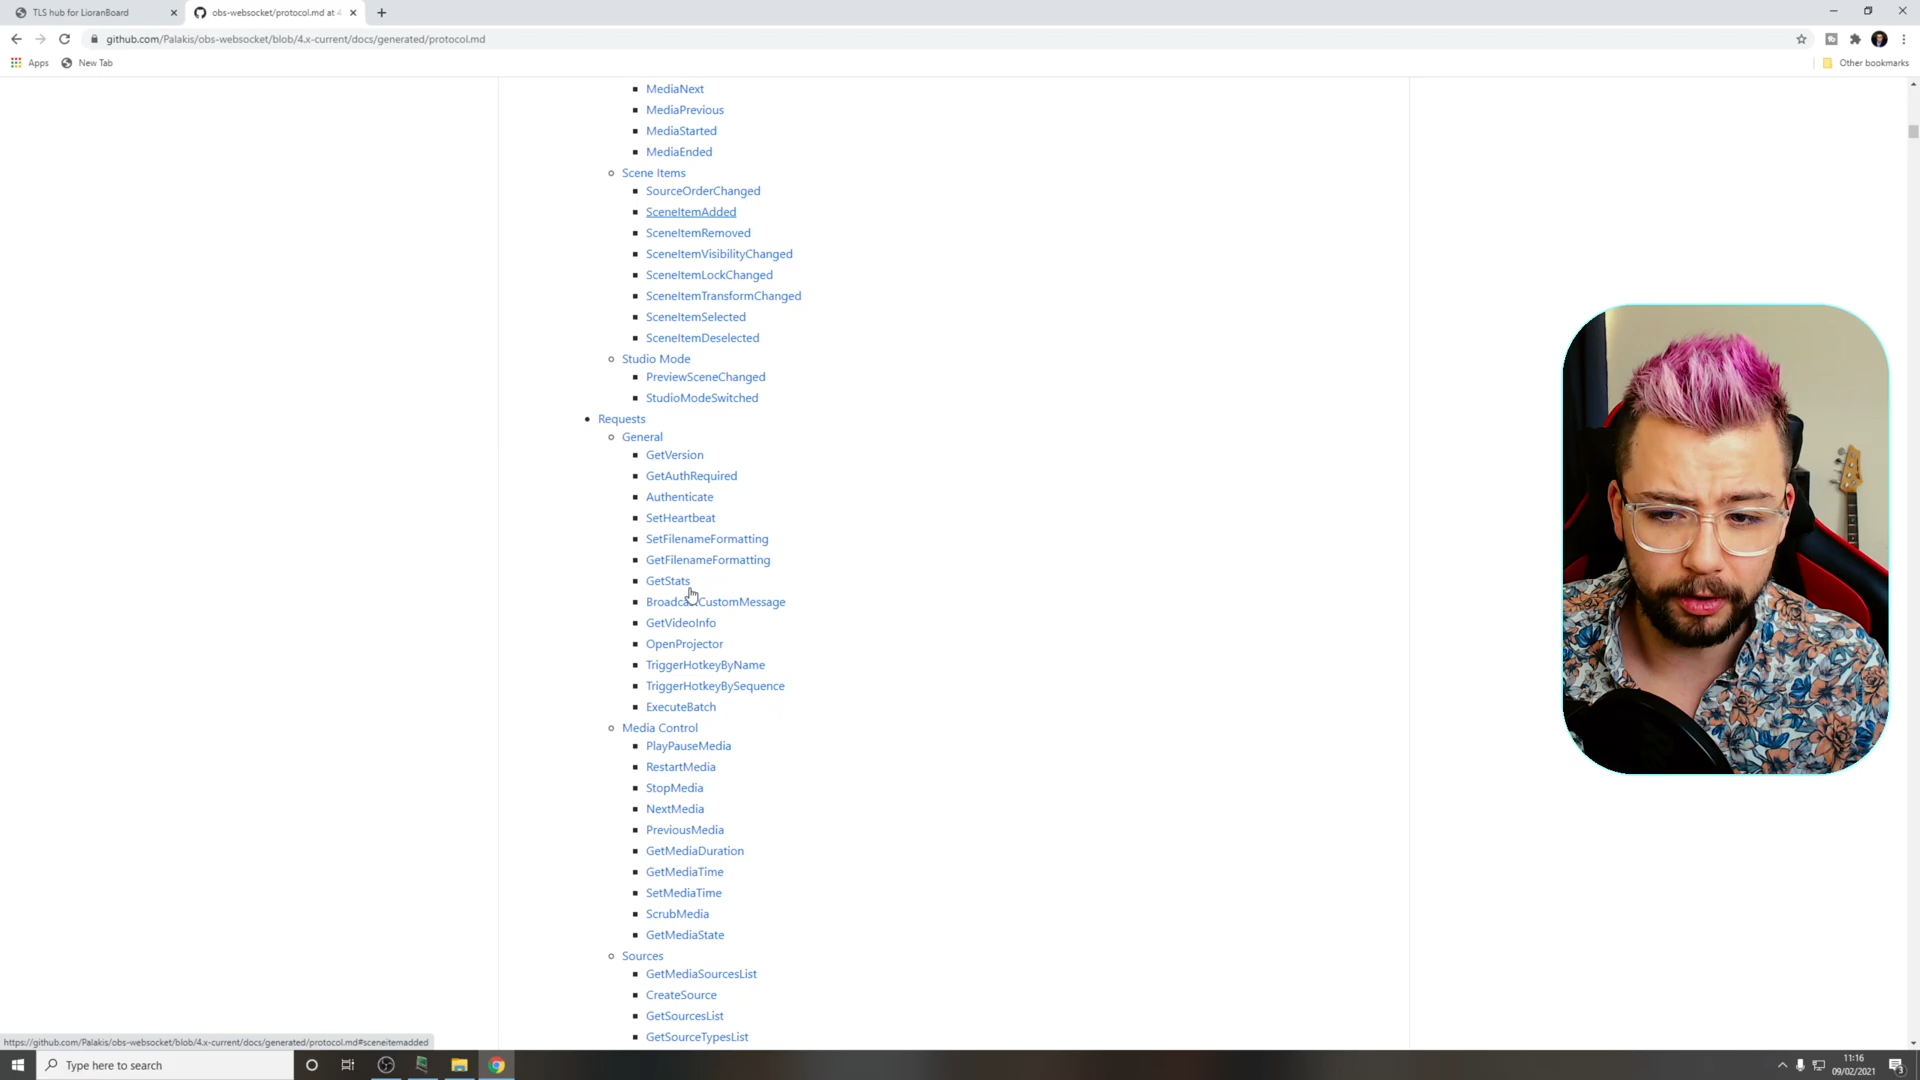 TLS hub for LioranBoard
obs-websocket/protocol.md at 4.
github.com/Palakis/obs-websocket/blob/4.x-current/docs/generated/protocol.md
Apps
New Tab
Other bookmarks
MediaNext
MediaPrevious
MediaStarted
MediaEnded
Scene Items
SourceOrderChanged
SceneItemAdded
SceneItemRemoved
SceneItemVisibilityChanged
SceneItemLockChanged
SceneItemTransformChanged
SceneItemSelected
SceneItemDeselected
Studio Mode
PreviewSceneChanged
StudioModeSwitched
Requests
General
GetVersion
GetAuthRequired
Authenticate
SetHeartbeat
SetFilenameFormatting
GetFilenameFormatting
GetStats
BroadcastCustomMessage
GetVideoInfo
OpenProjector
TriggerHotkeyByName
TriggerHotkeyBySequence
ExecuteBatch
Media Control
PlayPauseMedia
RestartMedia
StopMedia
NextMedia
PreviousMedia
GetMediaDuration
GetMediaTime
SetMediaTime
ScrubMedia
GetMediaState
Sources
GetMediaSourcesList
CreateSource
GetSourcesList
GetSourceTypesList
https://github.com/Palakis/obs-websocket/blob/4.x-current/docs/generated/protocol.md#sceneitemadded
Type here to search
11:16
09/02/2021
3